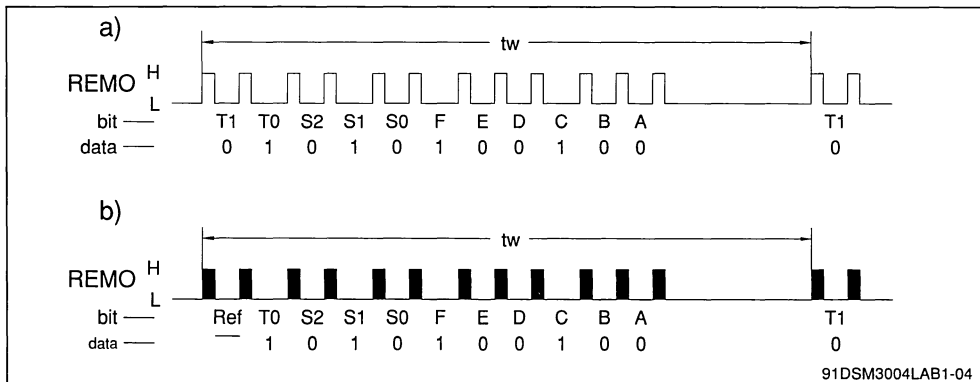 a)
tw
REMO H
L
bit — T1 T0 S2 S1 S0 F E D C B A T1
data — 0 1 0 1 0 1 0 0 1 0 0 0
b)
tw
REMO H
L
bit — Ref T0 S2 S1 S0 F E D C B A T1
data — — 1 0 1 0 1 0 0 1 0 0 0
91DSM3004LAB1-04